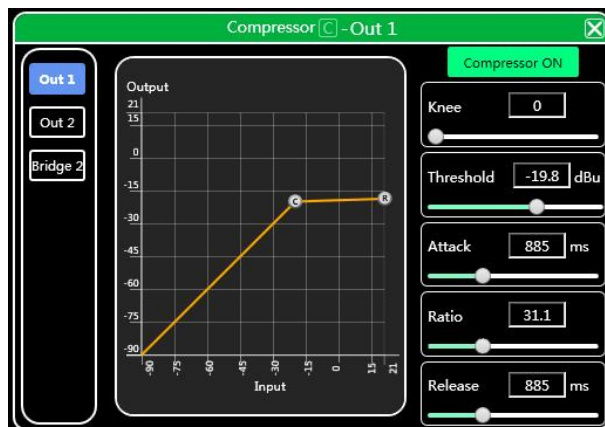 Compressor C -Out 1
Out 1
Out 2
Bridge 2
Output
21
15
0
-15
-30
-45
-60
-75
-90
C
R
-90
-75
-60
-45
-30
-15
0
15
21
Input
Compressor ON
Knee 0
Threshold -19.8 dBu
Attack 885 ms
Ratio 31.1
Release 885 ms